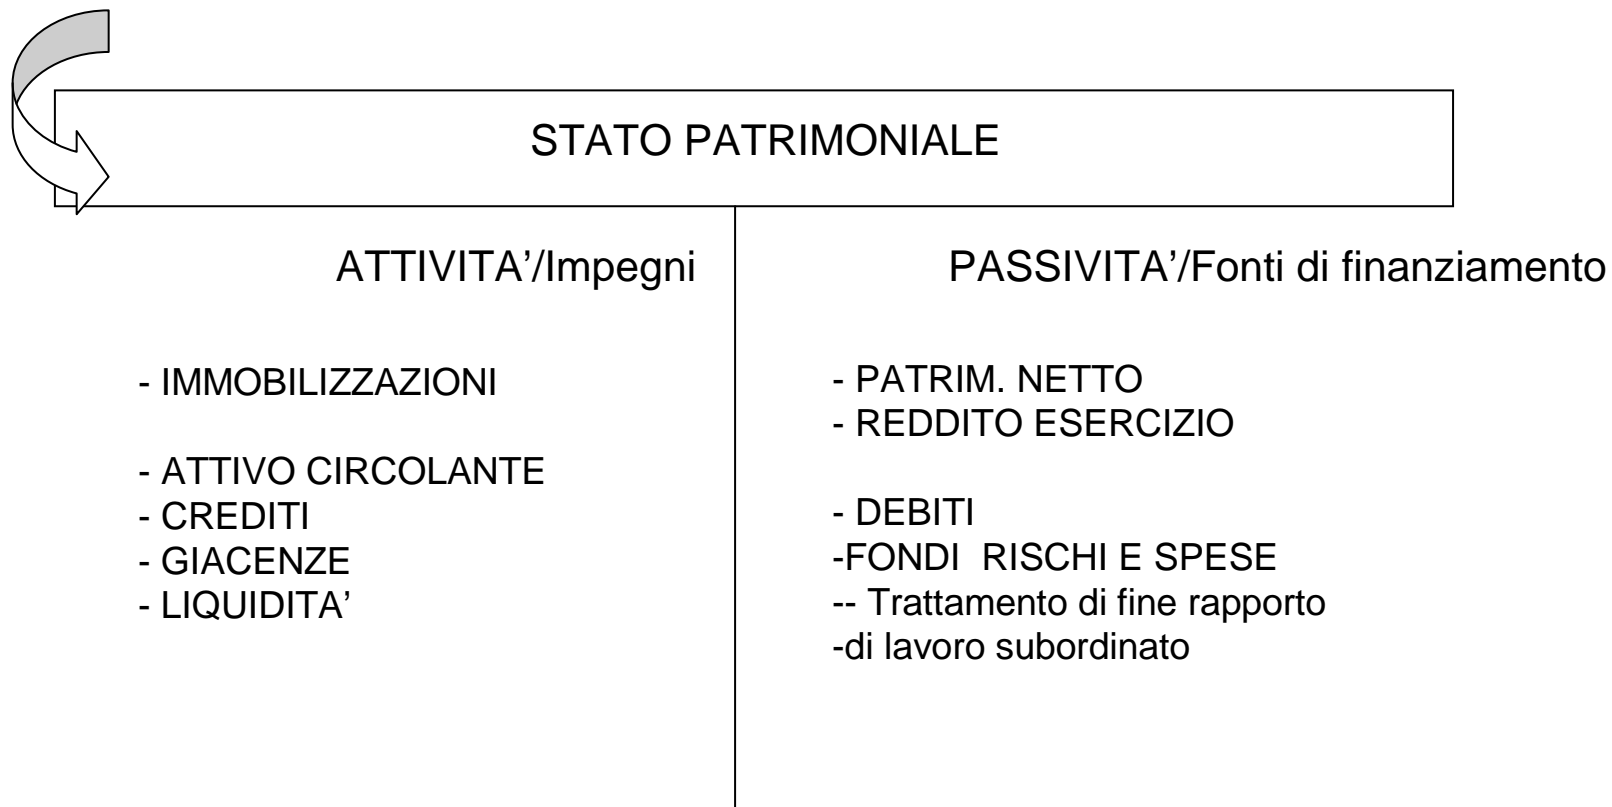 STATO PATRIMONIALE
ATTIVITA’/Impegni
- IMMOBILIZZAZIONI
- ATTIVO CIRCOLANTE
- CREDITI
- GIACENZE
- LIQUIDITA’
PASSIVITA’/Fonti di finanziamento
- PATRIM. NETTO
- REDDITO ESERCIZIO
- DEBITI
-FONDI  RISCHI E SPESE
-- Trattamento di fine rapporto
-di lavoro subordinato